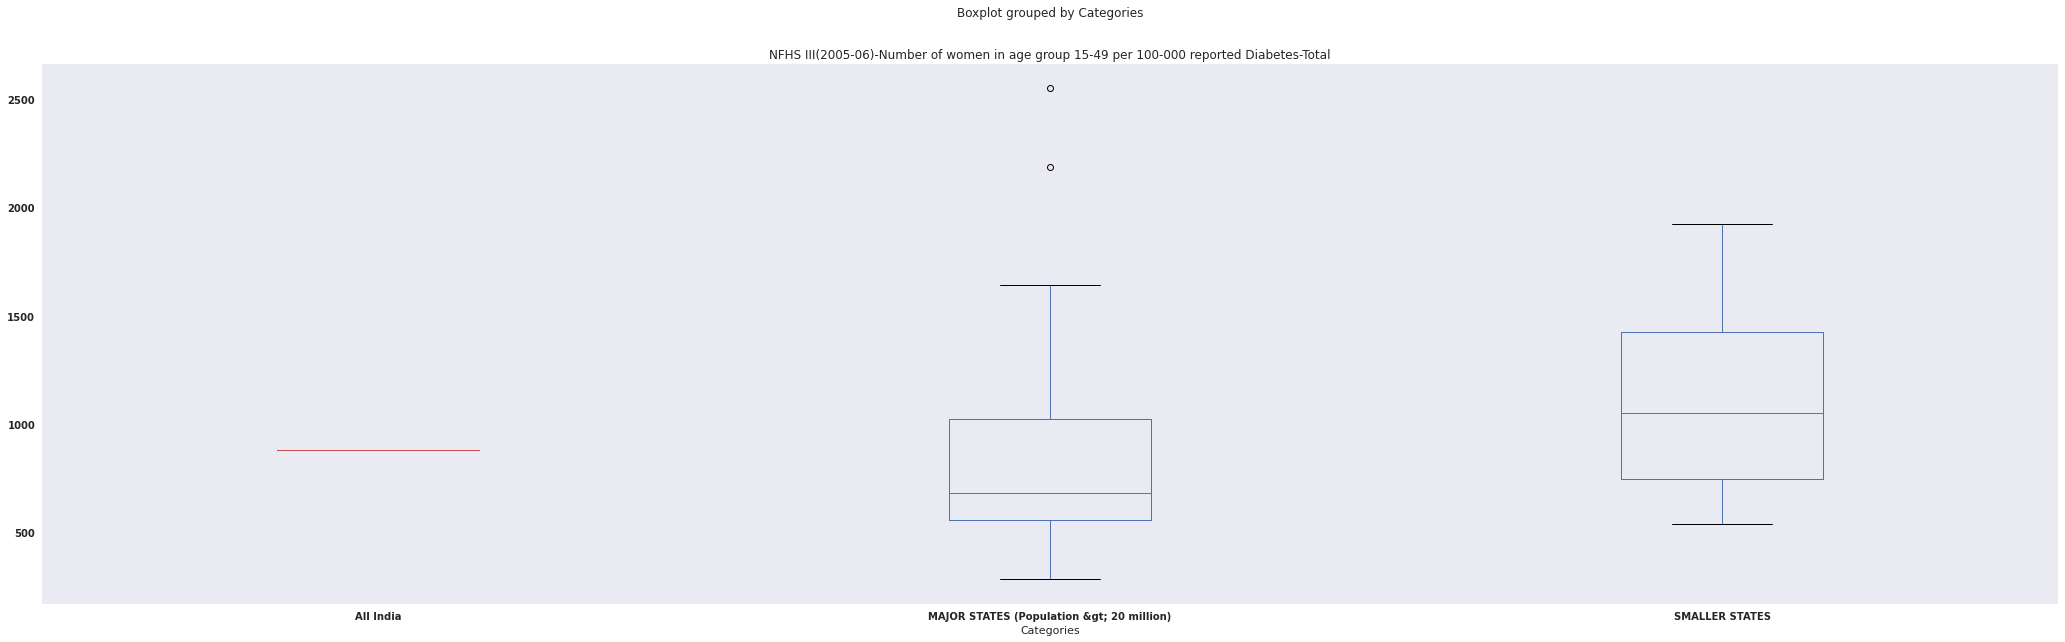 Boxplot grouped by Categories
NFHS III(2005-06)-Number of women in age group 15-49 per 100-000 reported Diabetes-Total
2500
2000
1500
1000
500
All India
MAJOR STATES (Population &gt; 20 million)
SMALLER STATES
Categories